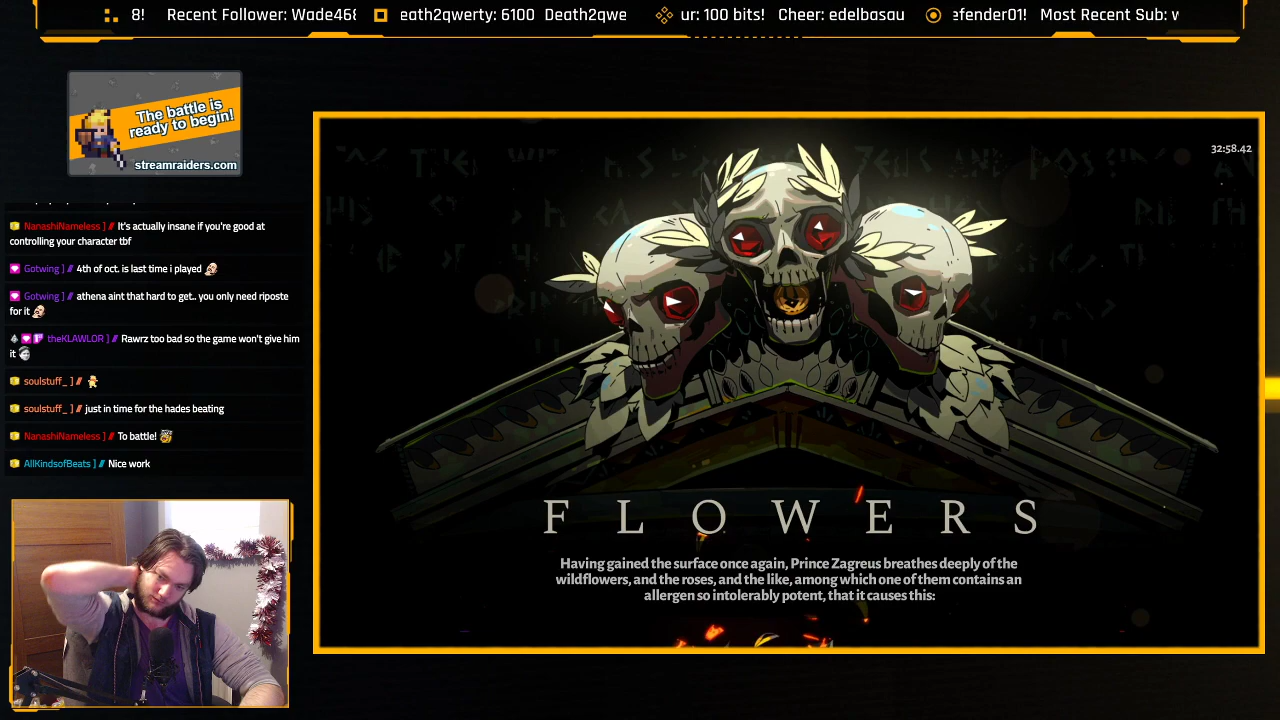 8! Recent Follower: Wade468
eath2qwerty: 6100 Death2qwe
ur: 100 bits! Cheer: edelbasau
efender01! Most Recent Sub: w
The battle is
ready to begin!
streamraiders.com
NanashiNameless ] // It's actually insane if you're good at
controlling your character tbf
Gotwing ] // 4th of oct. is last time i played
Gotwing ] // athena aint that hard to get.. you only need riposte
for it
theKLAWLOR ] // Rawrz too bad so the game won't give him
it
soulstuff_ ] //
soulstuff_ ] // just in time for the hades beating
NanashiNameless ] // To battle!
AllKindsofBeats ] // Nice work
32:58.42
FLOWERS
Having gained the surface once again, Prince Zagreus breathes deeply of the
wildflowers, and the roses, and the like, among which one of them contains an
allergen so intolerably potent, that it causes this: